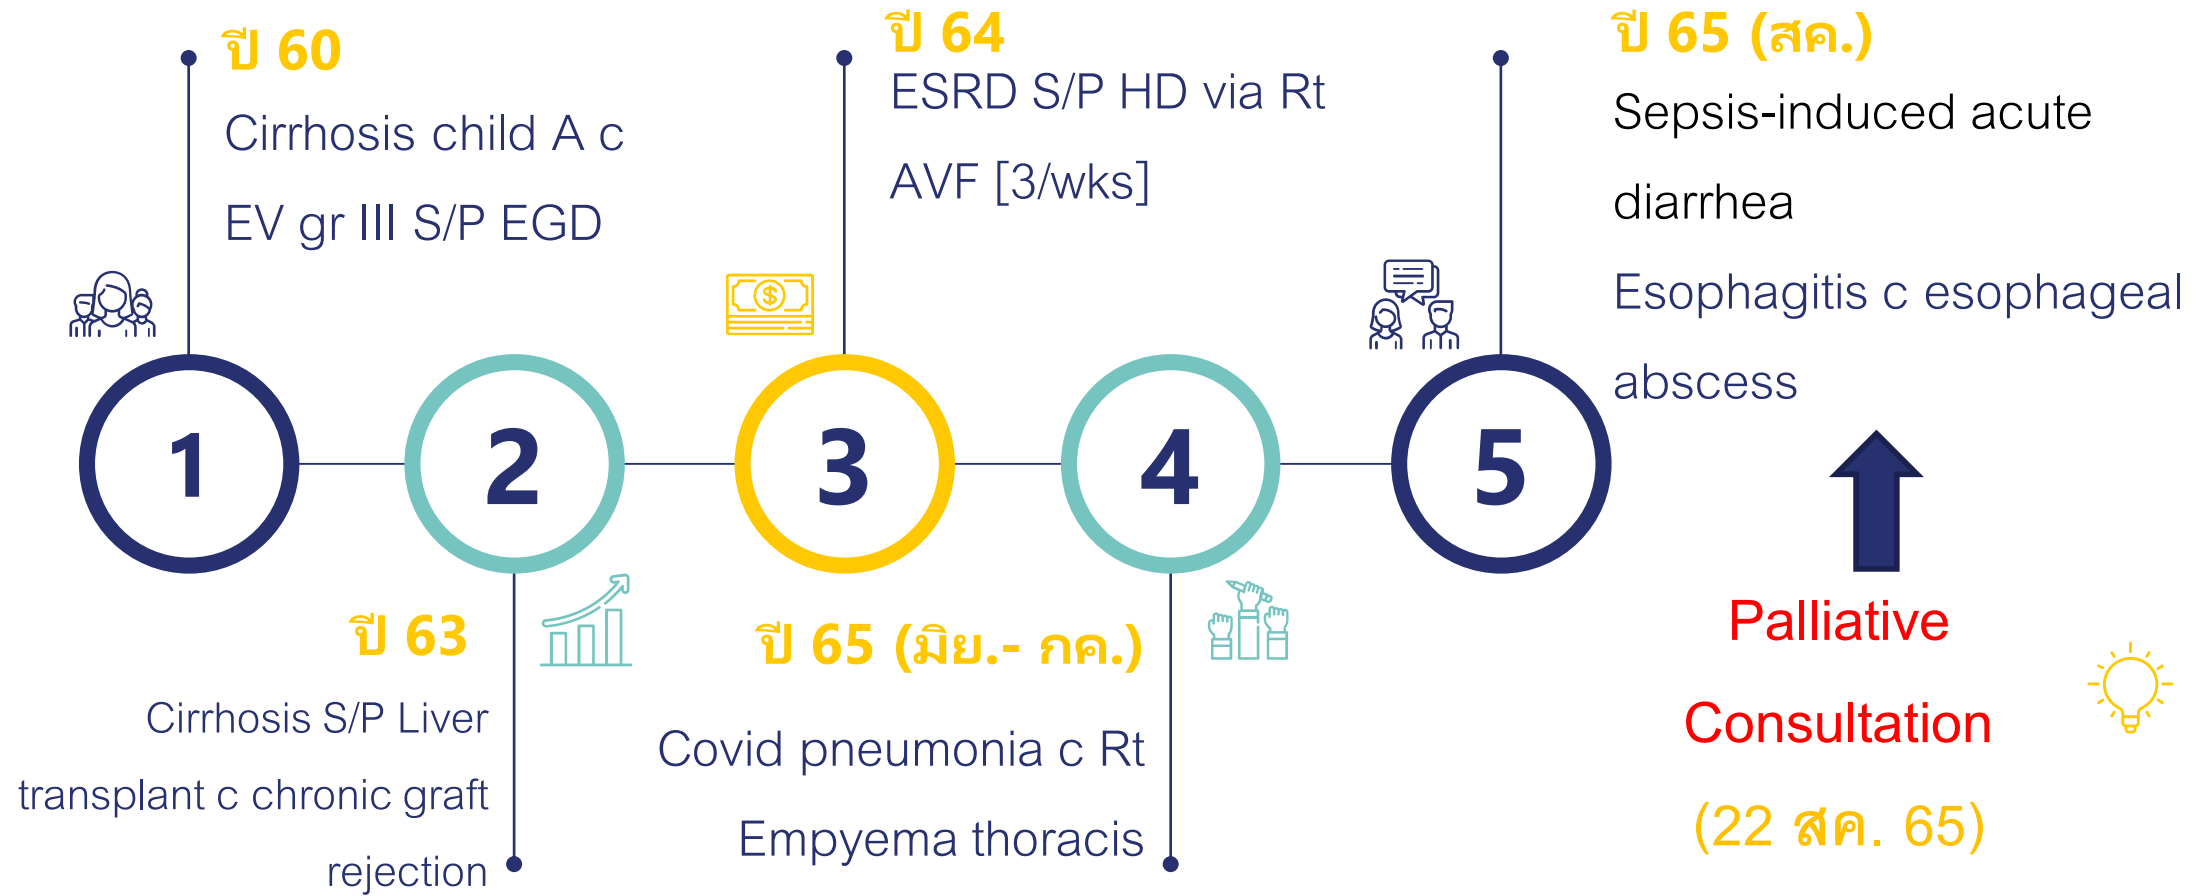 ปี 60
Cirrhosis child A c
EV gr III S/P EGD
ปี 64
ESRD S/P HD via Rt
AVF [3/wks]
ปี 65 (สค.)
Sepsis-induced acute
diarrhea
Esophagitis c esophageal
abscess
$
1
2
3
4
5
ปี 63
Cirrhosis S/P Liver
transplant c chronic graft
rejection
ปี 65 (มิย.- กค.)
Covid pneumonia c Rt
Empyema thoracis
Palliative
Consultation
(22 สค. 65)